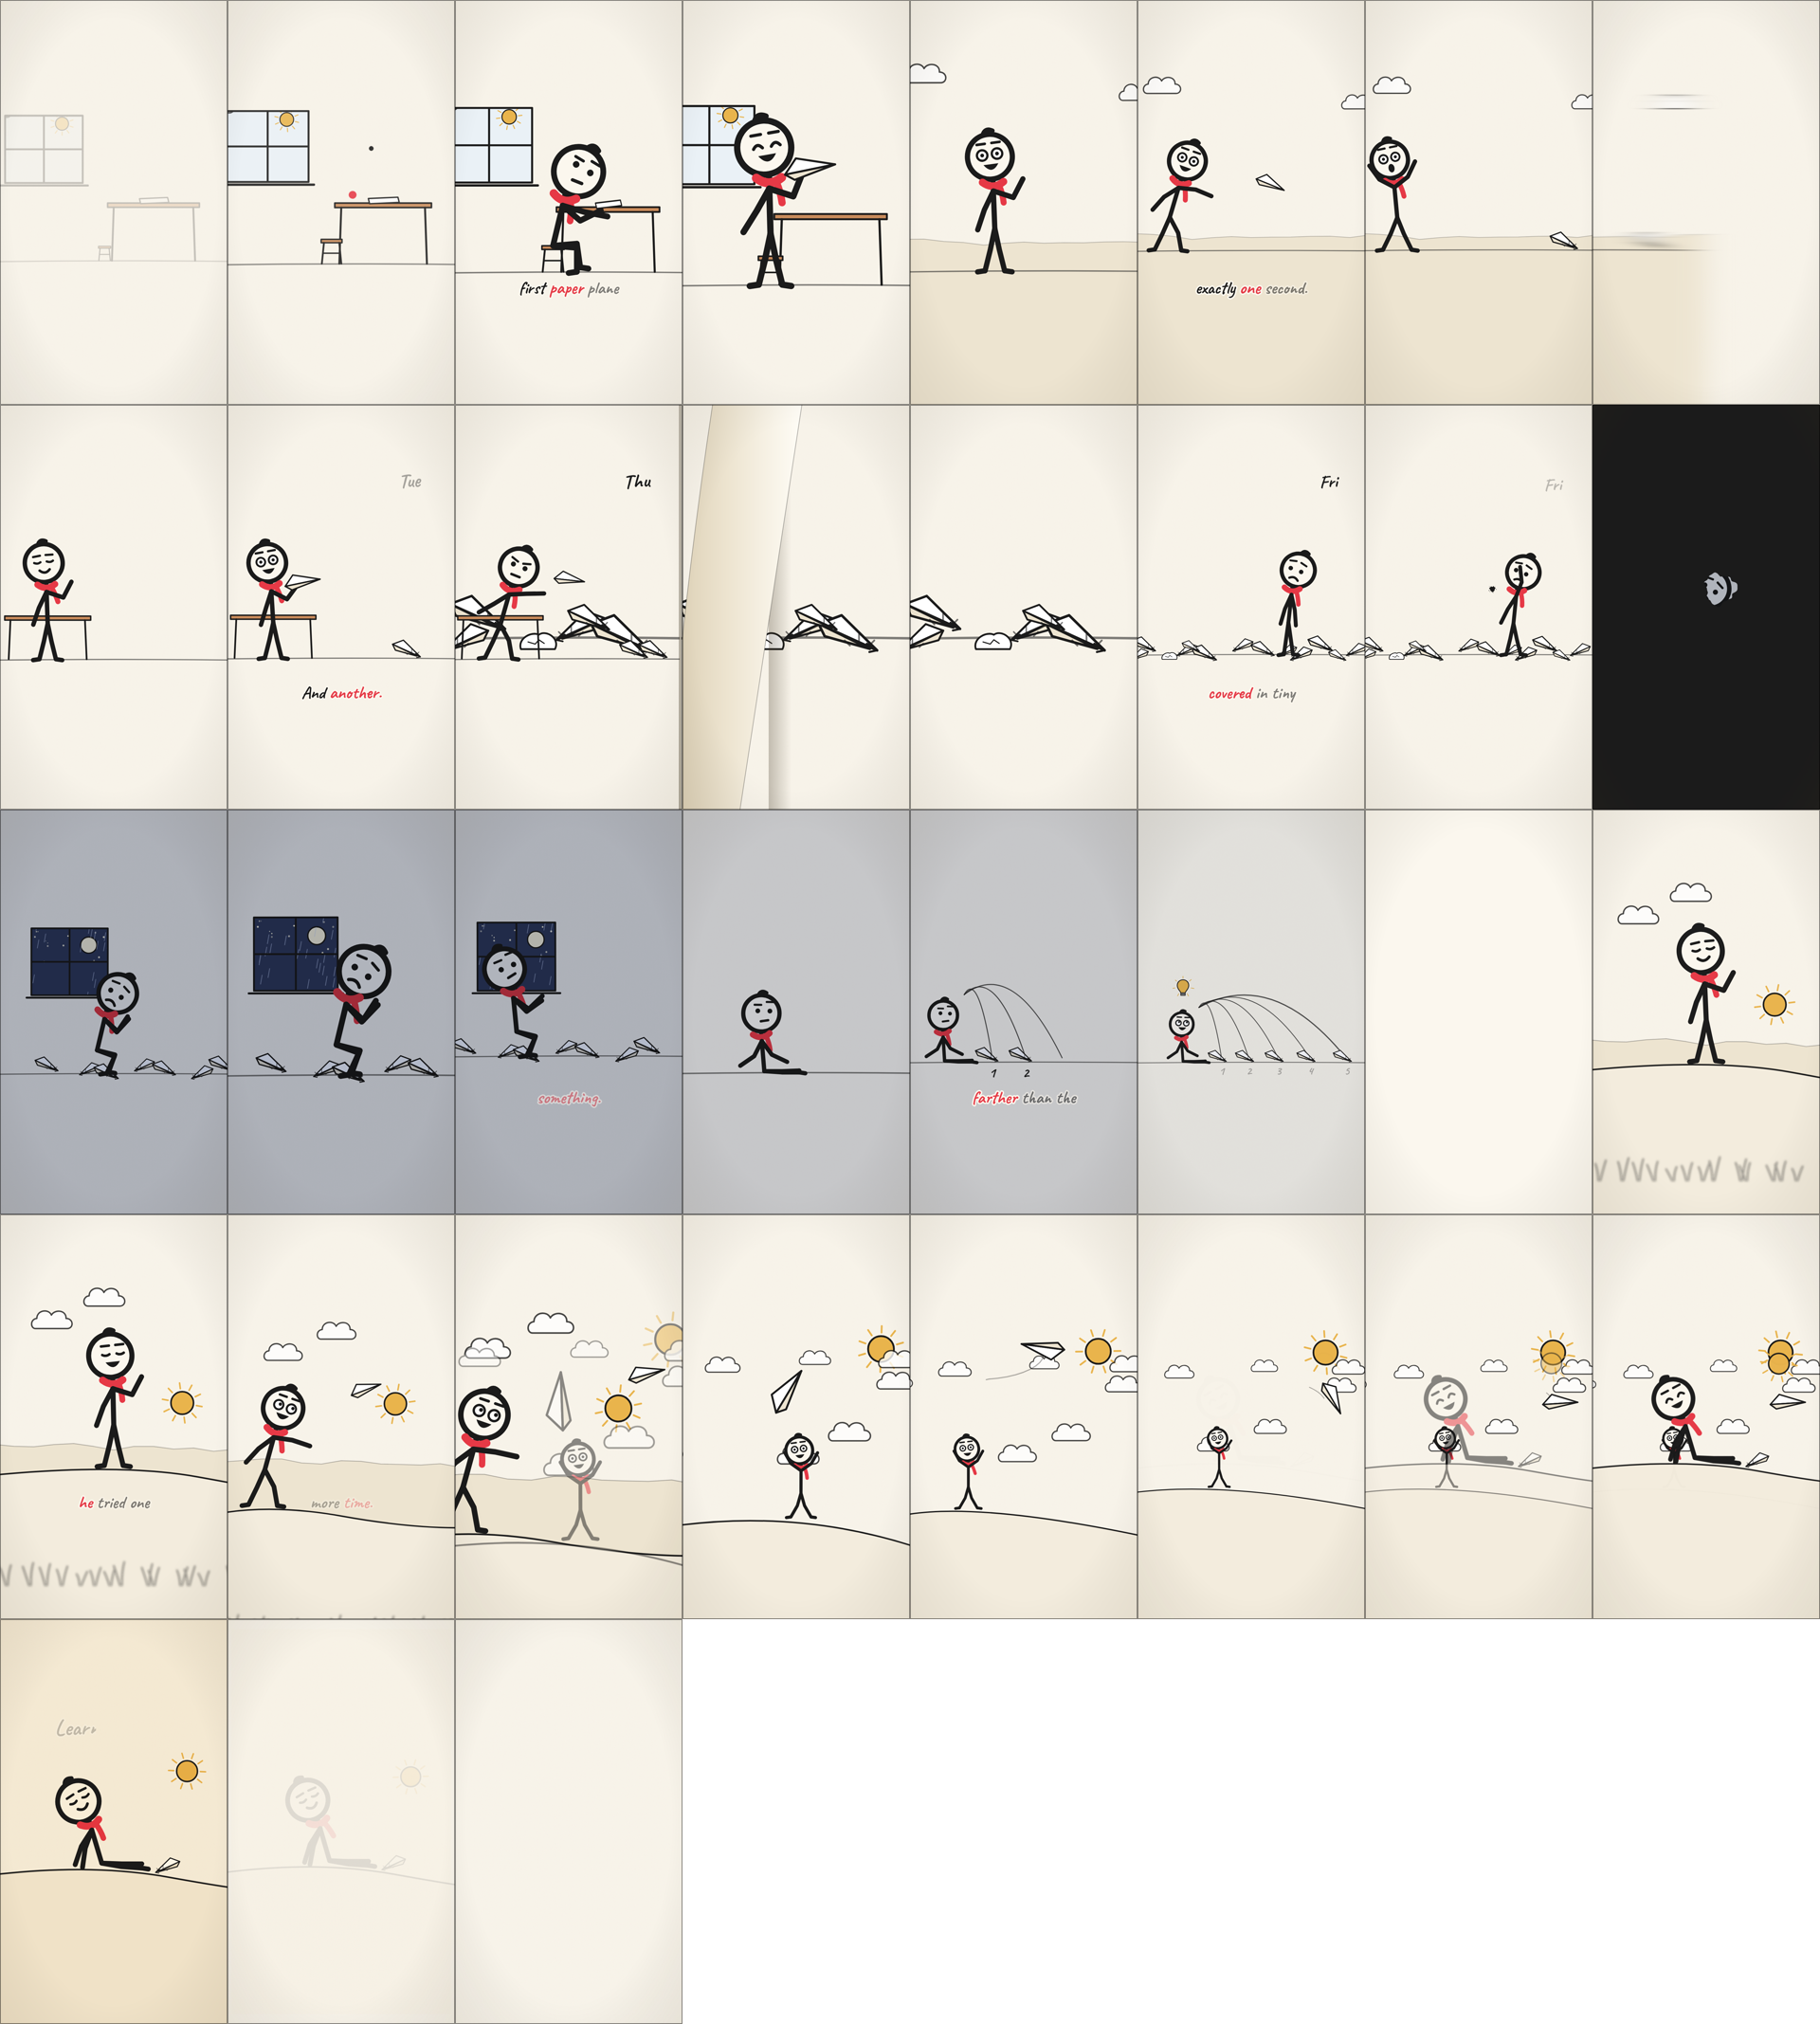 first paper plane
exactly one second.
Tue
Thu
Fri
Fri
And another.
covered in tiny
1 2
1 2 3 4 5
something.
farther than the
he tried one
more time.
Lear